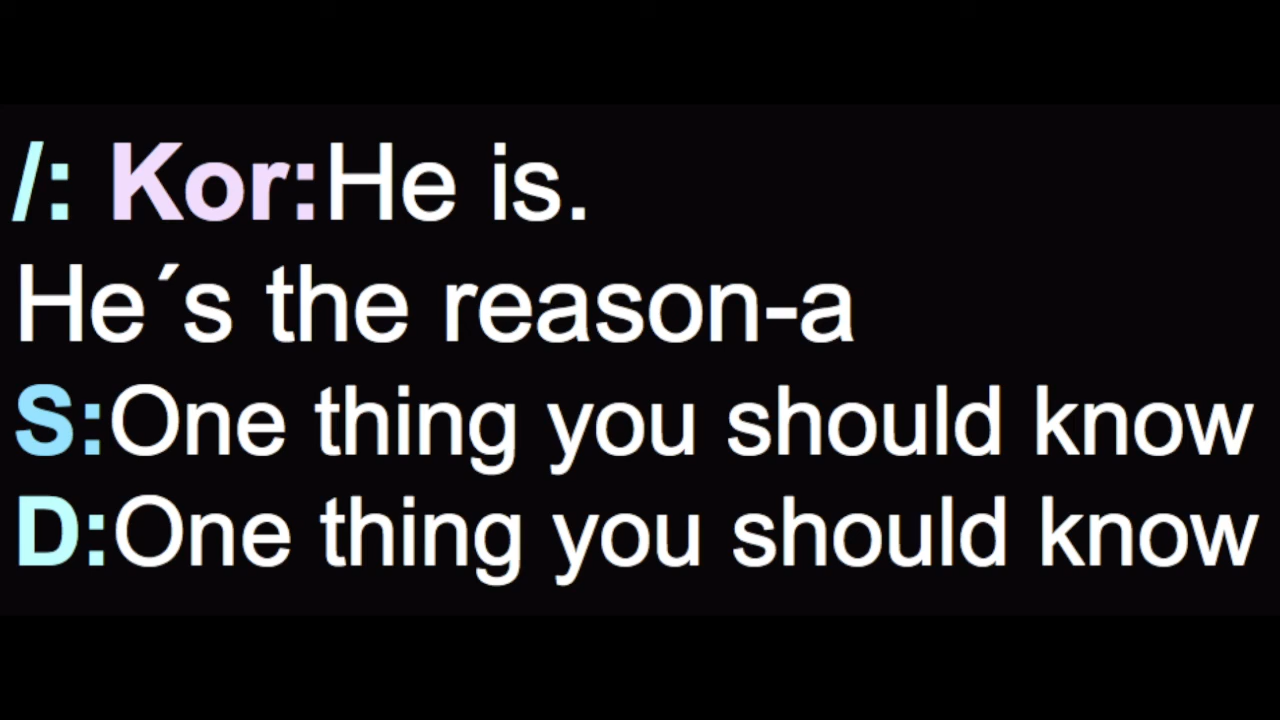 /: Kor:He is.
He´s the reason-a
S:One thing you should know
D:One thing you should know